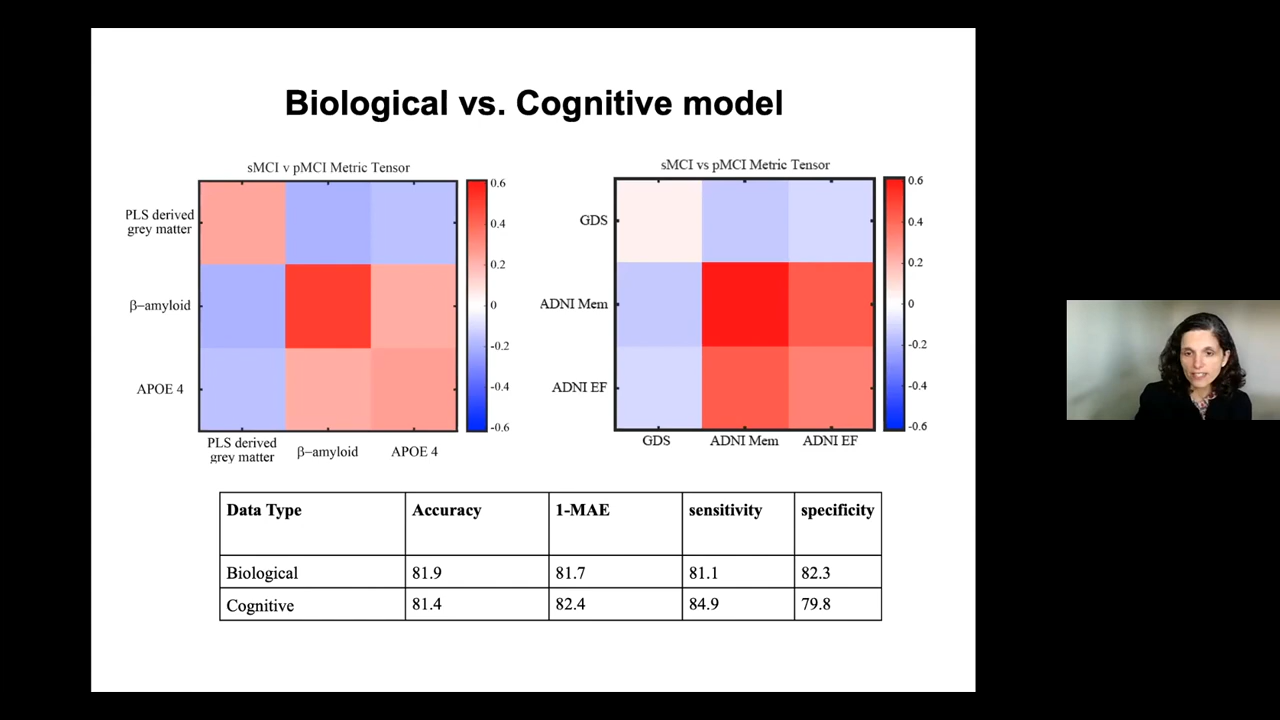 Biological vs. Cognitive model
sMCI v pMCI Metric Tensor
PLS derived
grey matter
β−amyloid
APOE 4
0.6
0.4
0.2
0
-0.2
-0.4
-0.6
PLS derived
grey matter
β−amyloid
APOE 4
sMCI vs pMCI Metric Tensor
GDS
ADNI Mem
ADNI EF
0.6
0.4
0.2
0
-0.2
-0.4
-0.6
GDS
ADNI Mem
ADNI EF
Data Type Accuracy 1-MAE sensitivity specificity
Biological 81.9 81.7 81.1 82.3
Cognitive 81.4 82.4 84.9 79.8